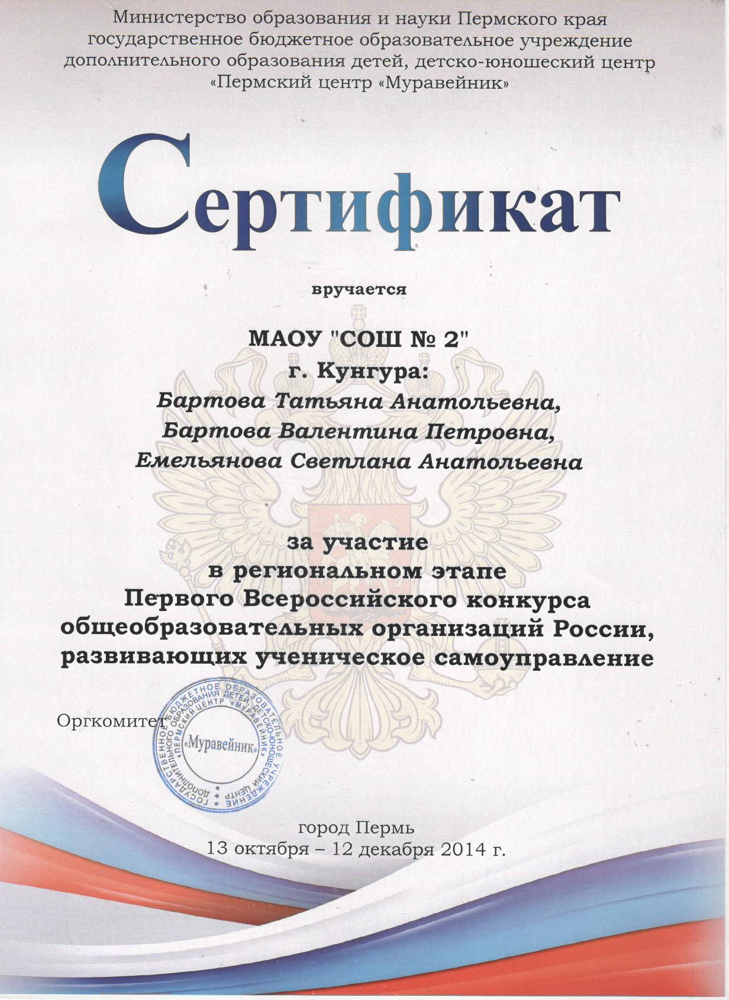 Министерство образования и науки Пермского края
государственное бюджетное образовательное учреждение
дополнительного образования детей, детско-юношеский центр
«Пермский центр «Муравейник»
Сертификат
вручается
МАОУ "СОШ № 2"
г. Кунгура:
Бартова Татьяна Анатольевна,
Бартова Валентина Петровна,
Емельянова Светлана Анатольевна
за участие
в региональном этапе
Первого Всероссийского конкурса
общеобразовательных организаций России,
развивающих ученическое самоуправление
Оргкомитет
ГОСУДАРСТВЕННОЕ БЮДЖЕТНОЕ ОБРАЗОВАТЕЛЬНОЕ УЧРЕЖДЕНИЕ
ДОПОЛНИТЕЛЬНОГО ОБРАЗОВАНИЯ ДЕТЕЙ, ДЕТСКО-ЮНОШЕСКИЙ ЦЕНТР
«ПЕРМСКИЙ ЦЕНТР «МУРАВЕЙНИК»
«Муравейник»
город Пермь
13 октября – 12 декабря 2014 г.